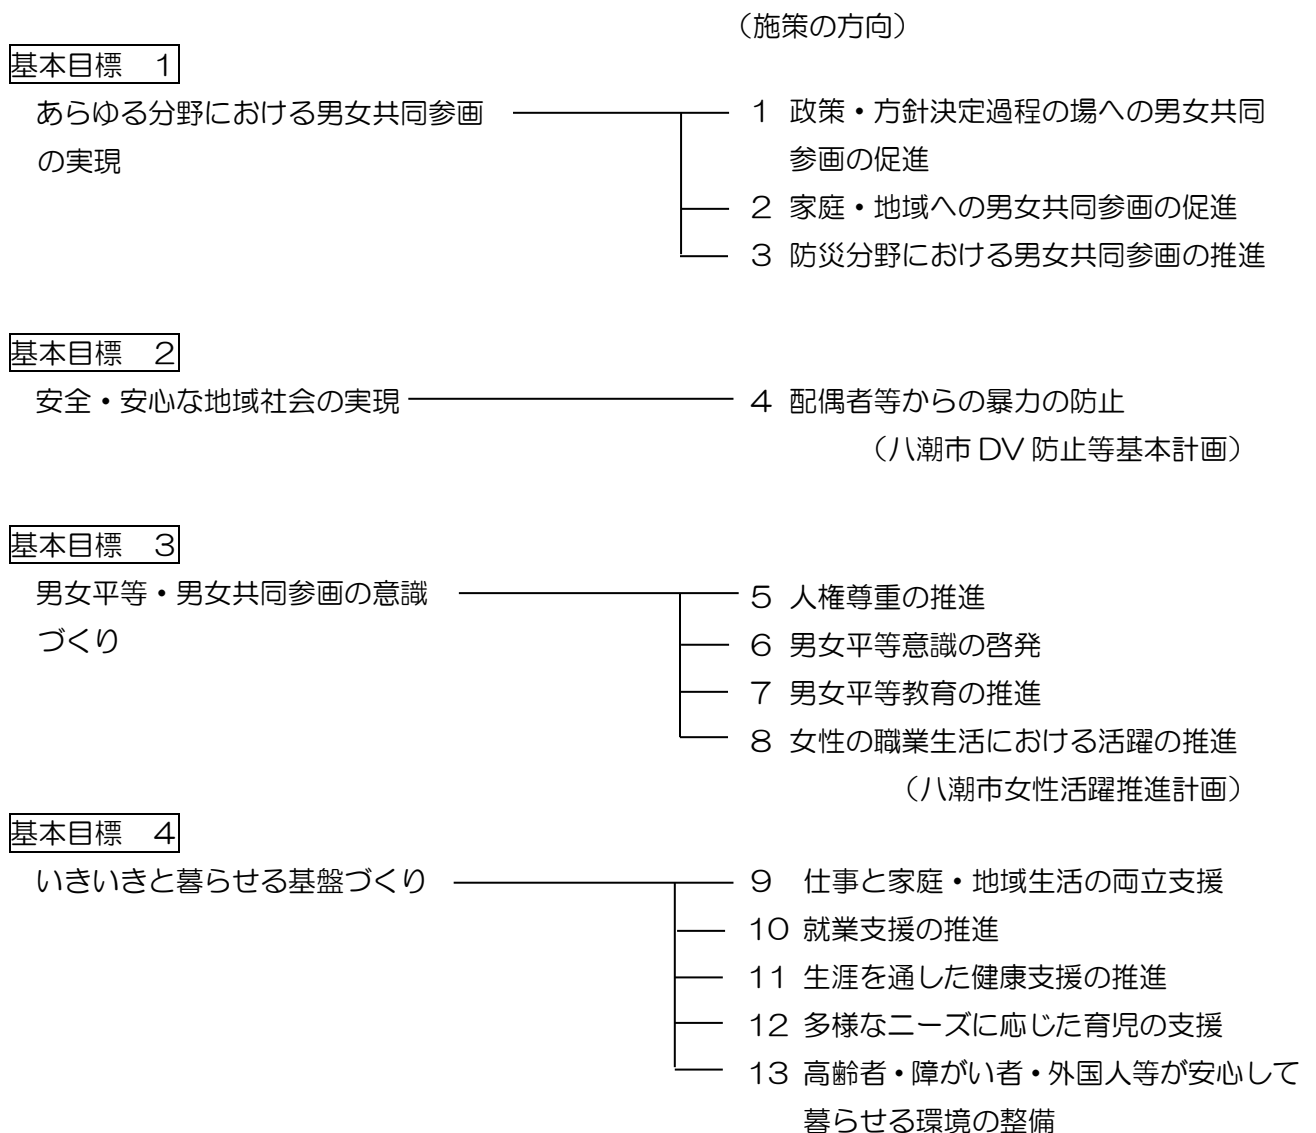 （施策の方向）
基本目標　１
あらゆる分野における男女共同参画
の実現
１ 政策・方針決定過程の場への男女共同
参画の促進
２ 家庭・地域への男女共同参画の促進
３ 防災分野における男女共同参画の推進
基本目標　２
安全・安心な地域社会の実現
４ 配偶者等からの暴力の防止
（八潮市 DV 防止等基本計画）
基本目標　３
男女平等・男女共同参画の意識
づくり
５ 人権尊重の推進
６ 男女平等意識の啓発
７ 男女平等教育の推進
８ 女性の職業生活における活躍の推進
（八潮市女性活躍推進計画）
基本目標　４
いきいきと暮らせる基盤づくり
９　仕事と家庭・地域生活の両立支援
10 就業支援の推進
11 生涯を通した健康支援の推進
12 多様なニーズに応じた育児の支援
13 高齢者・障がい者・外国人等が安心して
暮らせる環境の整備